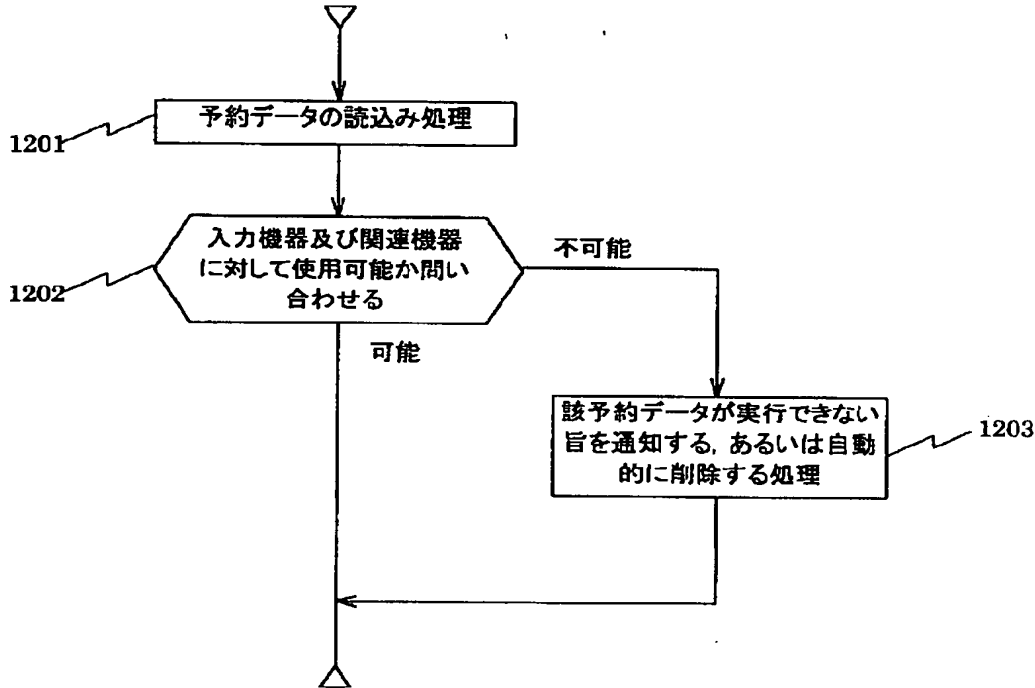 予約データの読込み処理
1201
入力機器及び関連機器
に対して使用可能か問い
合わせる
1202
不可能
可能
該予約データが実行できない
旨を通知する, あるいは自動
的に削除する処理
1203